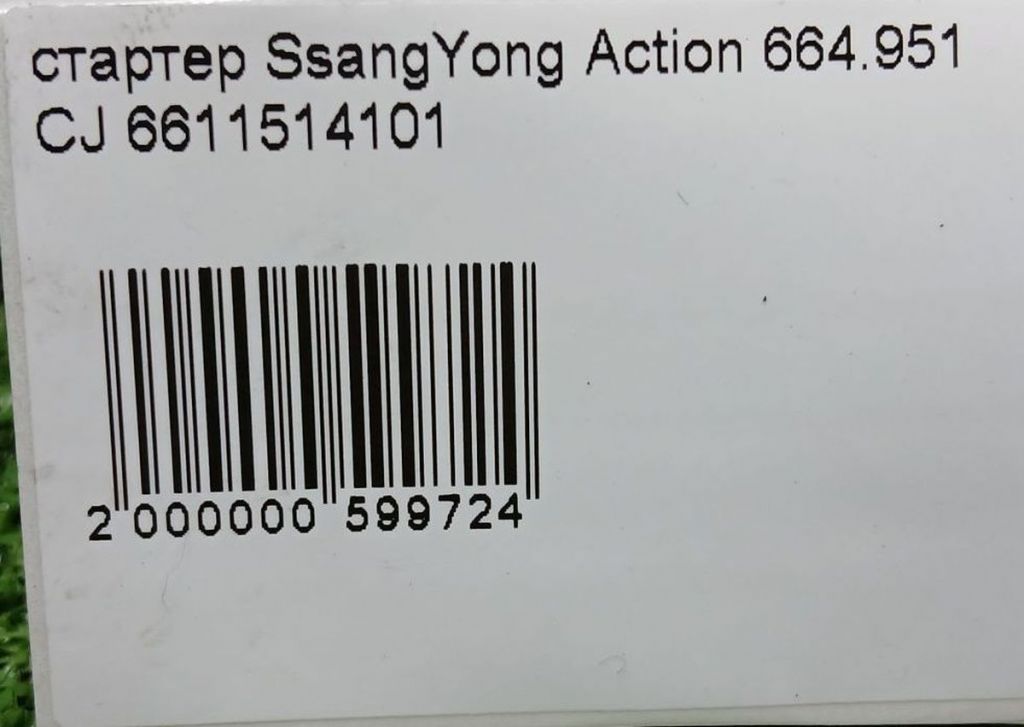 стартер SsangYong Action 664.951
CJ 6611514101
2 000000 599724